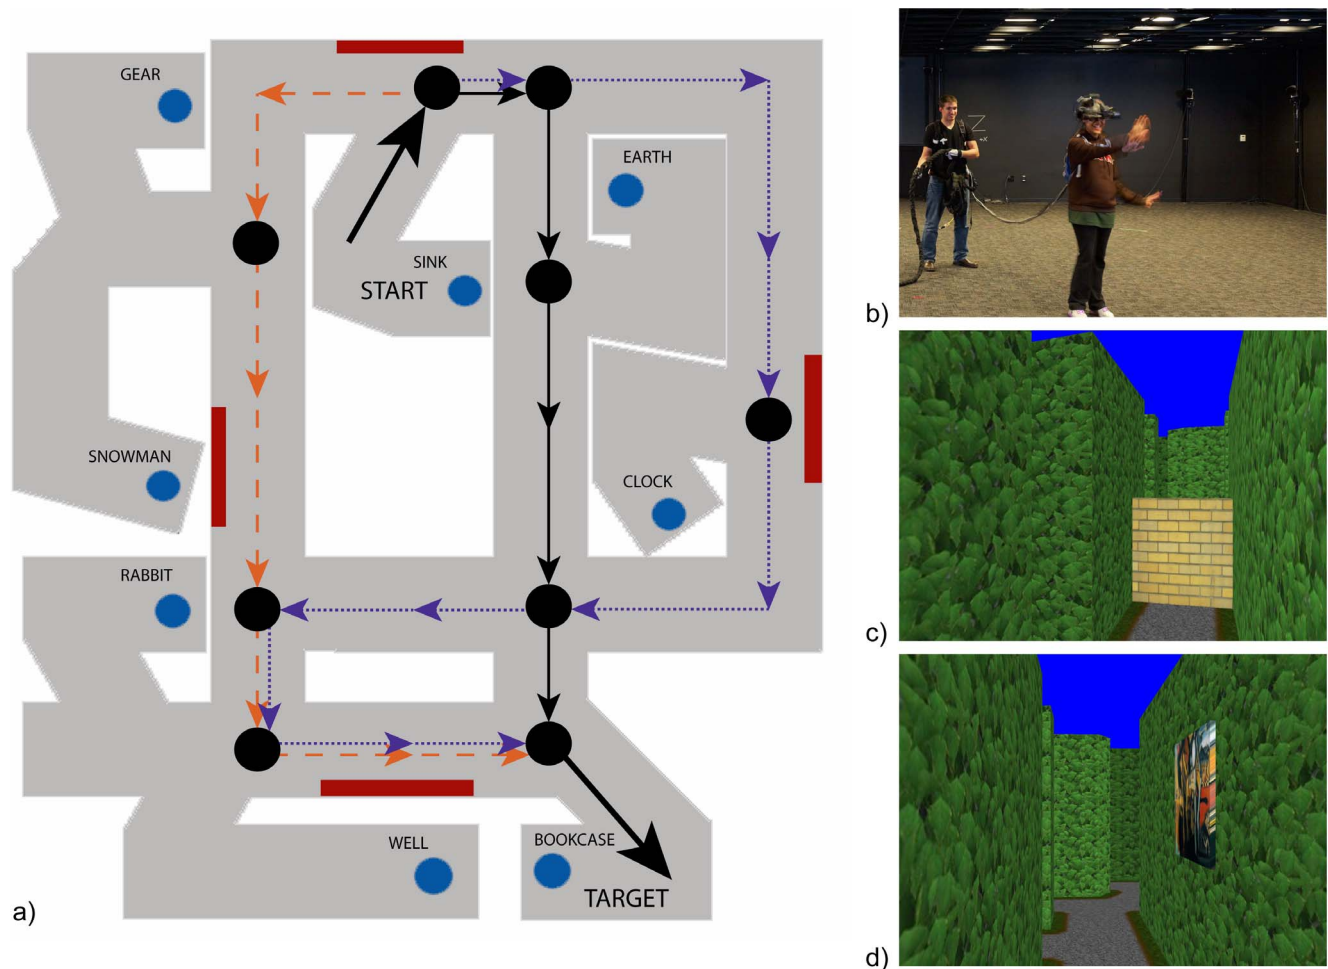 GEAR
EARTH
SINK
START
SNOWMAN
CLOCK
RABBIT
WELL
BOOKCASE
TARGET
a)
b)
c)
d)